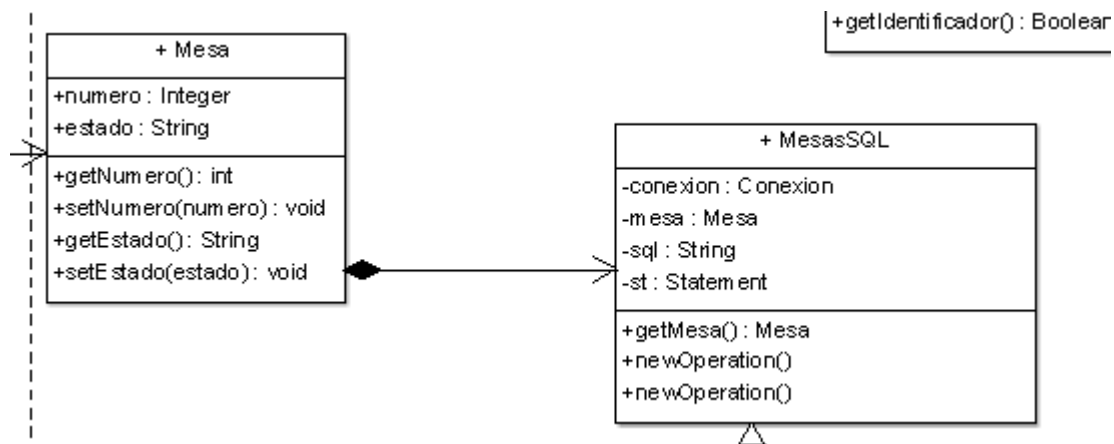 + Mesa
+numero : Integer
+estado : String
+getNumero() : int
+setNumero(numero) : void
+getEstado() : String
+setEstado(estado) : void
+getIdentificador() : Boolean
+ MesasSQL
-conexion : Conexion
-mesa : Mesa
-sql : String
-st : Statement
+getMesa() : Mesa
+newOperation()
+newOperation()